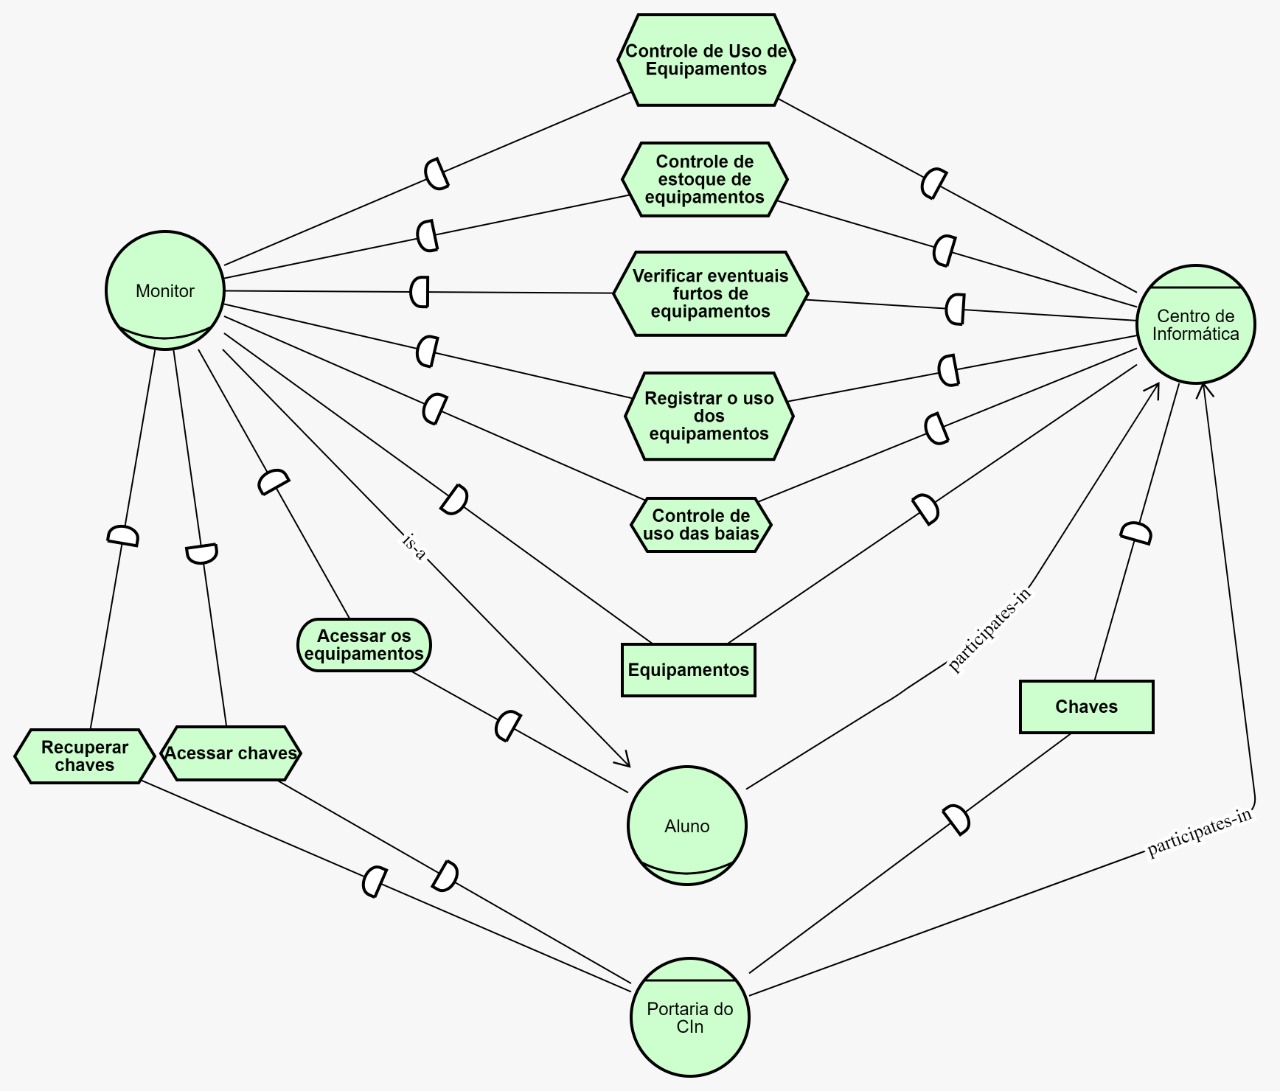 Controle de Uso de
Equipamentos
Controle de
estoque de
equipamentos
Monitor
Verificar eventuais
furtos de
equipamentos
Centro de
Informática
Registrar o uso
dos
equipamentos
Controle de
uso das baias
is-a
participates-in
Acessar os
equipamentos
Equipamentos
Chaves
Recuperar
chaves
Acessar chaves
Aluno
participates-in
Portaria do
CIn